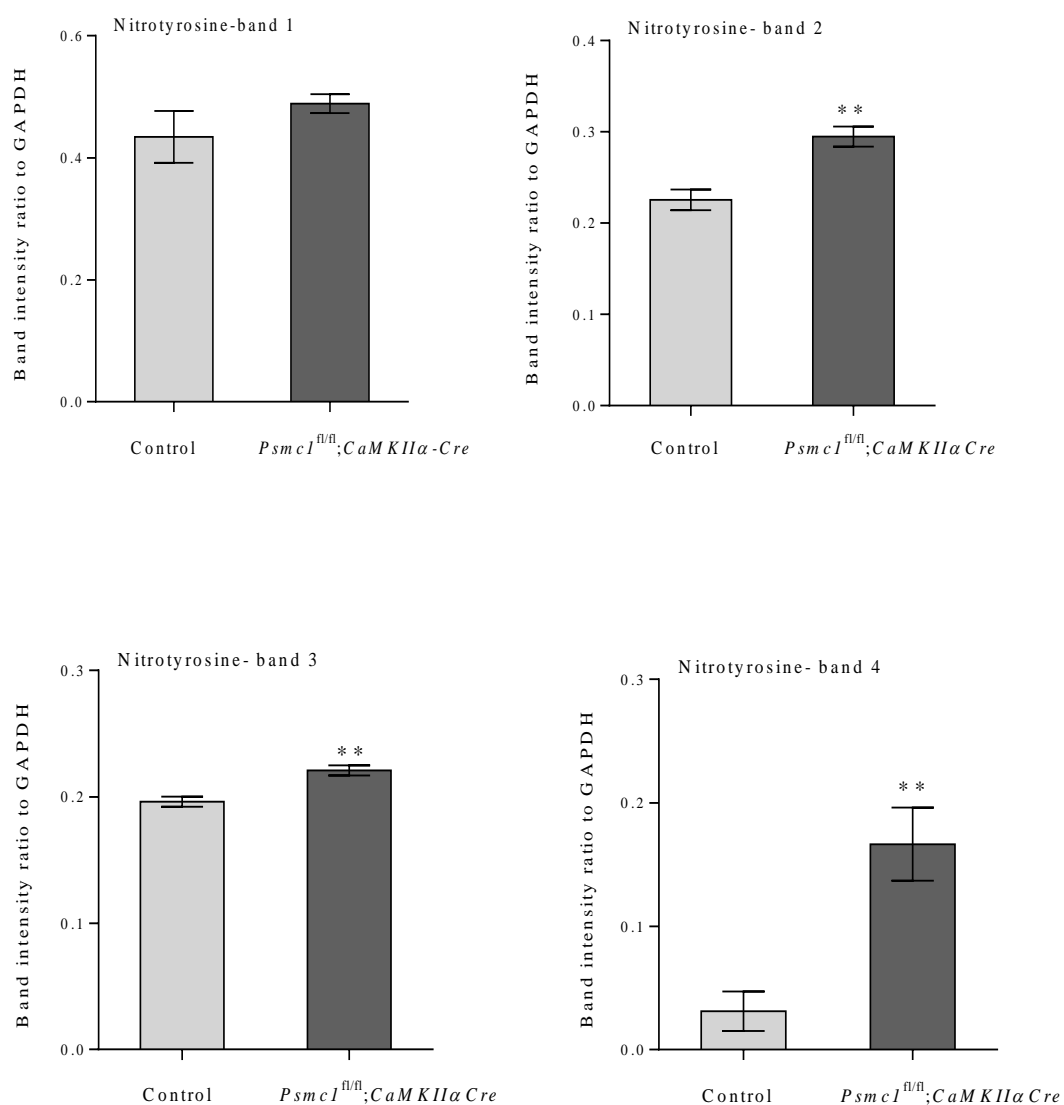 Nitrotyrosine-band 1
Band intensity ratio to GAPDH
0.6
0.4
0.2
0.0
Control
Psmc1fl/fl;CaMKIIα-Cre
Nitrotyrosine- band 2
Band intensity ratio to GAPDH
0.4
0.3
0.2
0.1
0.0
**
Control
Psmc1fl/fl;CaMKIIα Cre
Nitrotyrosine- band 3
Band intensity ratio to GAPDH
0.3
0.2
0.1
0.0
**
Control
Psmc1fl/fl;CaMKIIα Cre
Nitrotyrosine- band 4
Band intensity ratio to GAPDH
0.3
0.2
0.1
0.0
**
Control
Psmc1fl/fl;CaMKIIα Cre